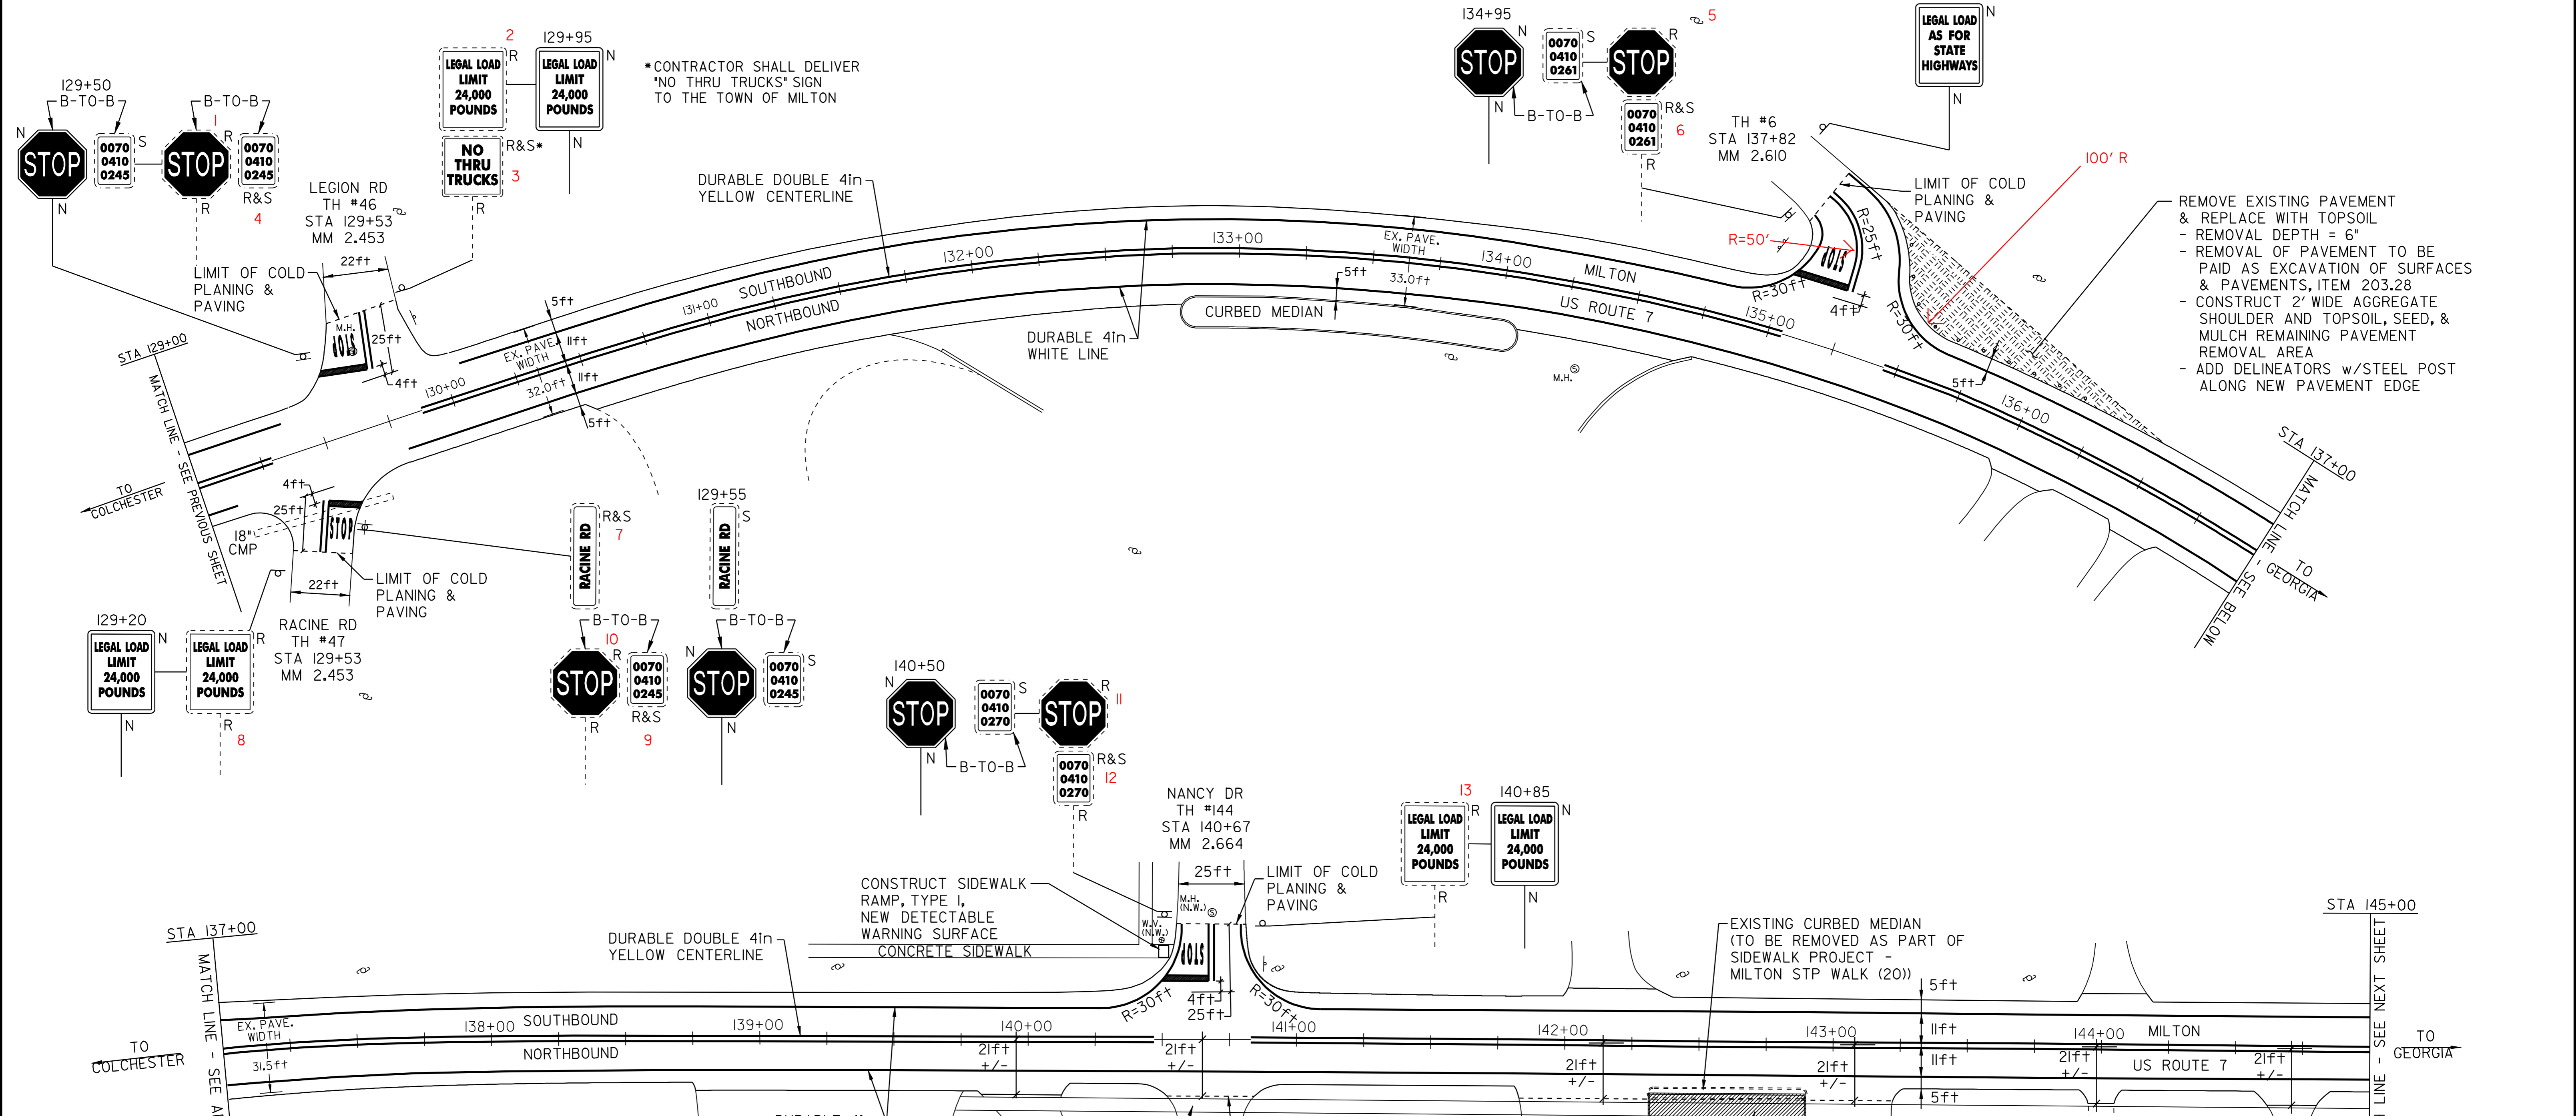 129+50
B-TO-B
N
STOP
N
0070
0410
0245
S
B-TO-B
1
R
STOP
R
0070
0410
0245
R&S
4
2
R
LEGAL LOAD
LIMIT
24,000
POUNDS
NO
THRU
TRUCKS
R&S*
3
R
129+95
LEGAL LOAD
LIMIT
24,000
POUNDS
N
N
*CONTRACTOR SHALL DELIVER
"NO THRU TRUCKS" SIGN
TO THE TOWN OF MILTON
134+95
STOP
N
N
0070
0410
0261
S
B-TO-B
STOP
R
5
0070
0410
0261
R&S
6
R
LEGAL LOAD
AS FOR
STATE
HIGHWAYS
N
N
TH #6
STA 137+82
MM 2.610
100' R
LIMIT OF COLD
PLANING &
PAVING
REMOVE EXISTING PAVEMENT
& REPLACE WITH TOPSOIL
- REMOVAL DEPTH = 6"
- REMOVAL OF PAVEMENT TO BE
PAID AS EXCAVATION OF SURFACES
& PAVEMENTS, ITEM 203.28
- CONSTRUCT 2' WIDE AGGREGATE
SHOULDER AND TOPSOIL, SEED, &
MULCH REMAINING PAVEMENT
REMOVAL AREA
- ADD DELINEATORS w/STEEL POST
ALONG NEW PAVEMENT EDGE
LEGION RD
TH #46
STA 129+53
MM 2.453
22ft
LIMIT OF COLD
PLANING &
PAVING
M.H.
STOP
25ft
4ft
DURABLE DOUBLE 4in
YELLOW CENTERLINE
STA 129+00
MATCH LINE - SEE PREVIOUS SHEET
TO
COLCHESTER
130+00
131+00
132+00
133+00
134+00
135+00
136+00
EX. PAVE.
WIDTH
32.0ft
5ft
11ft
11ft
5ft
SOUTHBOUND
NORTHBOUND
DURABLE 4in
WHITE LINE
CURBED MEDIAN
5ft
EX. PAVE.
WIDTH
33.0ft
MILTON
US ROUTE 7
R=50'
R=25ft
STOP
R=30ft
4ft
R=30ft
5ft
M.H.
STA 137+00
MATCH LINE - SEE BELOW
TO
GEORGIA
4ft
25ft
STOP
18"
CMP
22ft
LIMIT OF COLD
PLANING &
PAVING
RACINE RD
TH #47
STA 129+53
MM 2.453
129+20
LEGAL LOAD
LIMIT
24,000
POUNDS
N
N
LEGAL LOAD
LIMIT
24,000
POUNDS
R
R
8
RACINE RD
R&S
7
B-TO-B
10
STOP
R
R
0070
0410
0245
R&S
9
129+55
RACINE RD
S
B-TO-B
N
STOP
N
0070
0410
0245
S
140+50
N
STOP
N
0070
0410
0270
S
B-TO-B
STOP
R
11
0070
0410
0270
R&S
12
R
NANCY DR
TH #144
STA 140+67
MM 2.664
25ft
13
LEGAL LOAD
LIMIT
24,000
POUNDS
R
R
140+85
LEGAL LOAD
LIMIT
24,000
POUNDS
N
N
LIMIT OF COLD
PLANING &
PAVING
CONSTRUCT SIDEWALK
RAMP, TYPE 1,
NEW DETECTABLE
WARNING SURFACE
CONCRETE SIDEWALK
M.H.
(N.W.)
W.V.
(N.W.)
STOP
4ft
25ft
R=30ft
R=30ft
DURABLE DOUBLE 4in
YELLOW CENTERLINE
EXISTING CURBED MEDIAN
(TO BE REMOVED AS PART OF
SIDEWALK PROJECT -
MILTON STP WALK (20))
STA 137+00
MATCH LINE - SEE
TO
COLCHESTER
EX. PAVE.
WIDTH
31.5ft
SOUTHBOUND
NORTHBOUND
138+00
139+00
140+00
141+00
142+00
143+00
144+00
21ft
+/-
21ft
+/-
21ft
+/-
21ft
+/-
21ft
+/-
21ft
+/-
5ft
11ft
11ft
5ft
MILTON
US ROUTE 7
STA 145+00
LINE - SEE NEXT SHEET
TO
GEORGIA